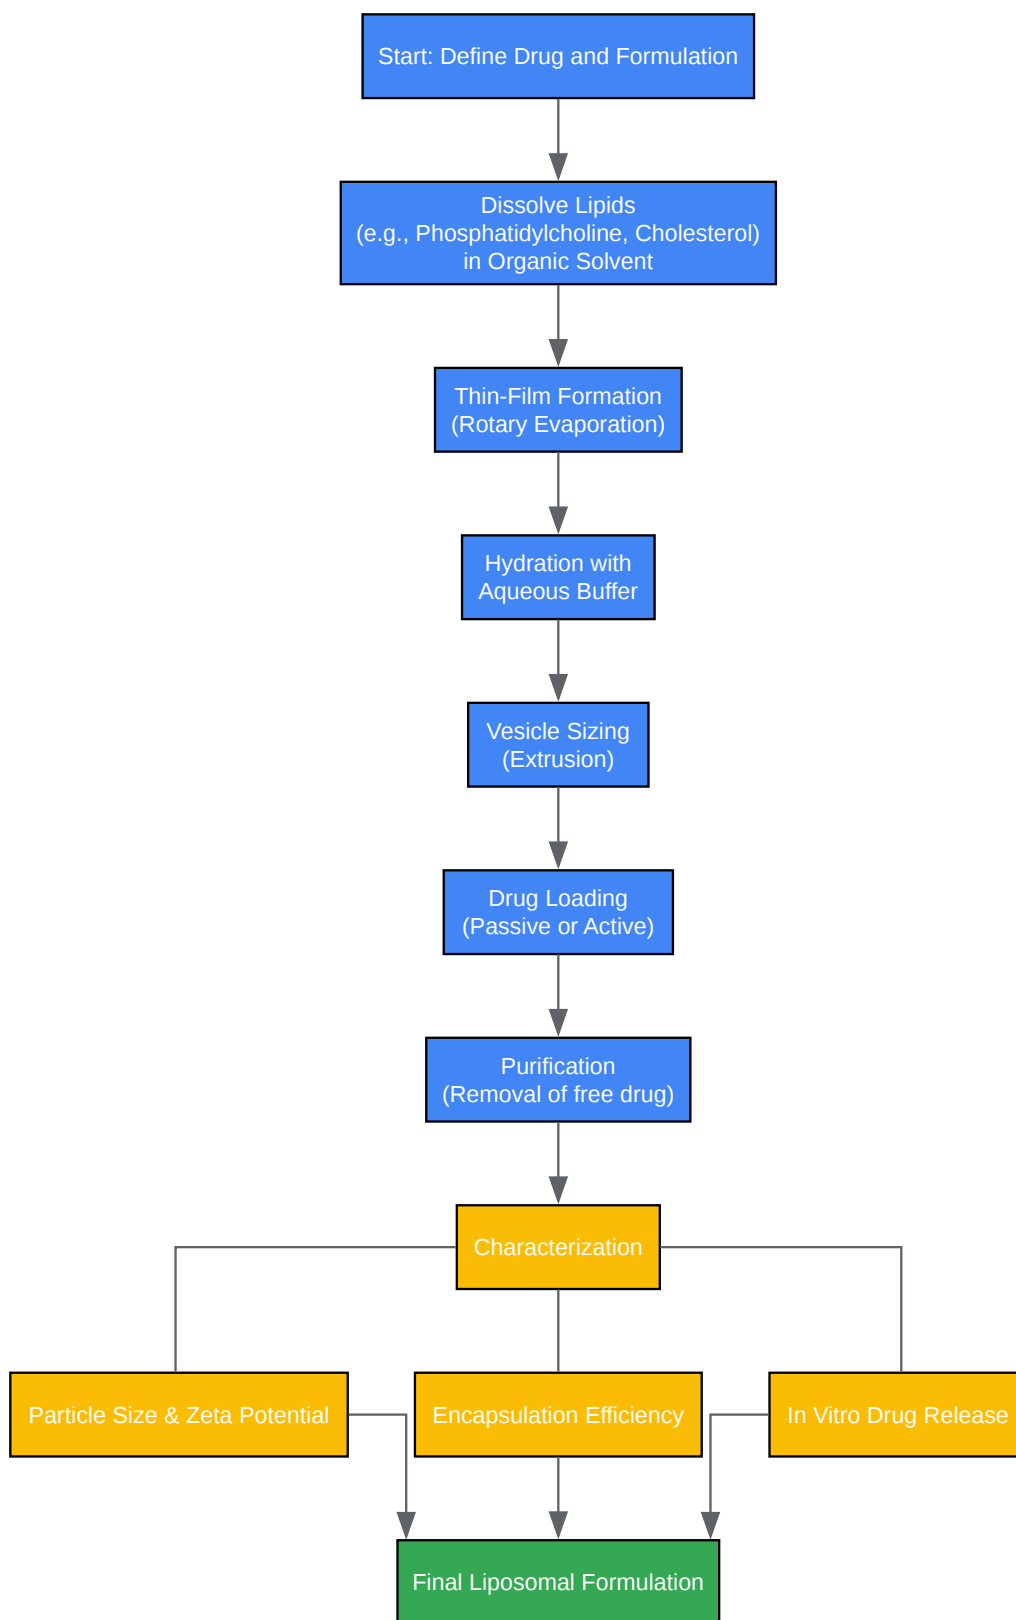 Start: Define Drug and Formulation
Dissolve Lipids
(e.g., Phosphatidylcholine, Cholesterol)
in Organic Solvent
Thin-Film Formation
(Rotary Evaporation)
Hydration with
Aqueous Buffer
Vesicle Sizing
(Extrusion)
Drug Loading
(Passive or Active)
Purification
(Removal of free drug)
Characterization
Particle Size & Zeta Potential
Encapsulation Efficiency
In Vitro Drug Release
Final Liposomal Formulation